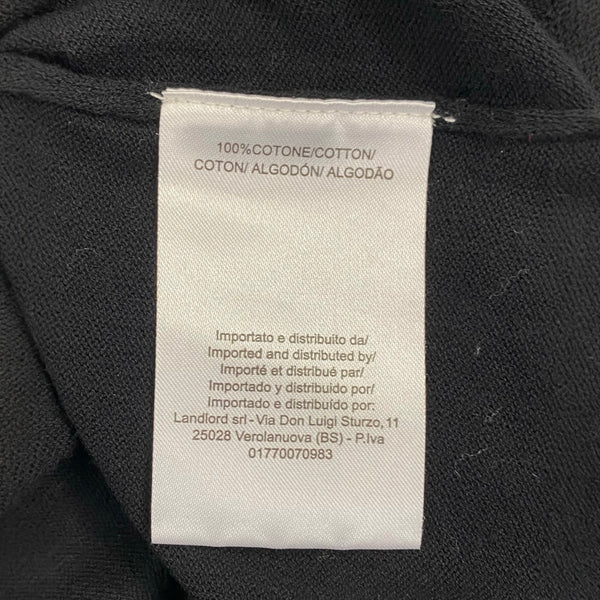 100%COTONE/COTTON/
COTON/ ALGODÓN/ ALGODÃO
Importato e distribuito da/
Imported and distributed by/
Importé et distribué par/
Importado y distribuido por/
Importado e distribuido por:
Landlord srl - Via Don Luigi Sturzo, 11
25028 Verolanuova (BS) - P.Iva
01770070983